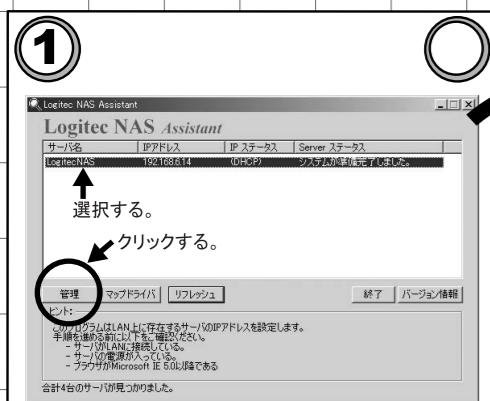 1
Logitec NAS Assistant
Logitec NAS Assistant
サーバ名 IPアドレス IP ステータス Server ステータス
LogitecNAS 192.168.6.14 (DHCP) システムが準備完了しました。
選択する。
クリックする。
管理 マップドライバ リフレッシュ 終了 バージョン情報
ヒント:
このプログラムはLAN上に存在するサーバのIPアドレスを設定します。
手順を進める前に以下をご確認ください。
- サーバがLANに接続している。
- サーバの電源が入っている。
- ブラウザがMicrosoft IE 5.0以降である
合計4台のサーバが見つかりました。